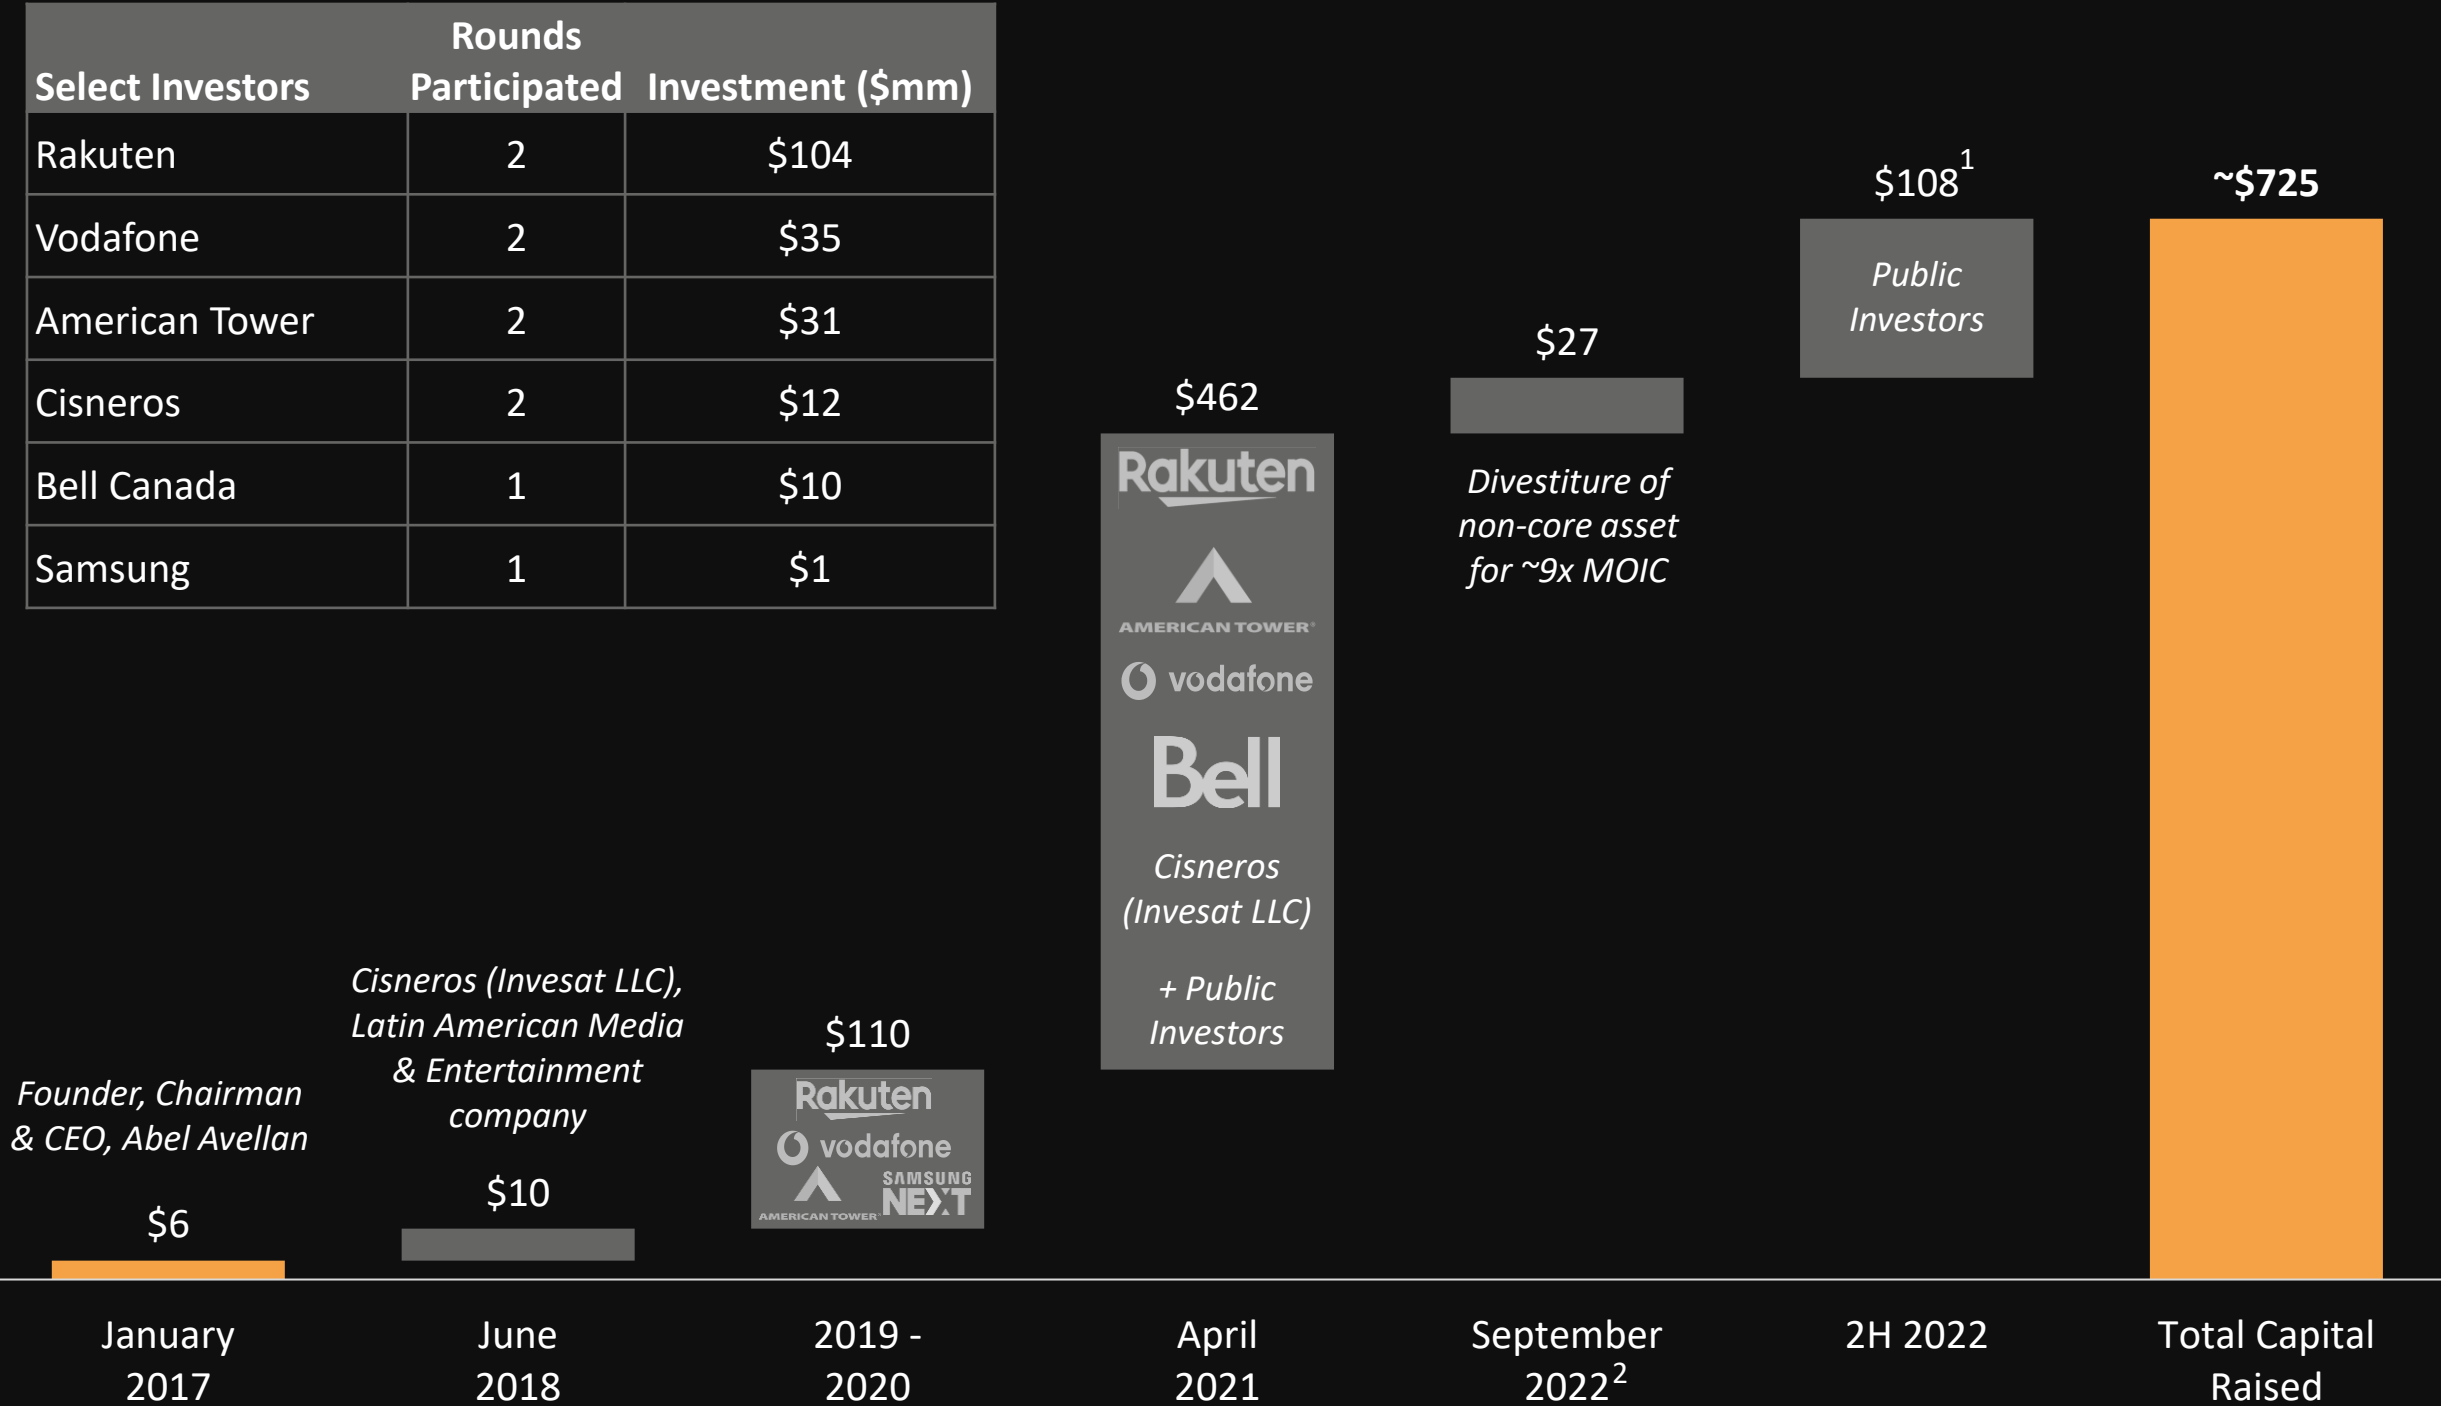 Rounds
Select Investors Participated Investment ($mm)
Rakuten 2 $104
Vodafone 2 $35
American Tower 2 $31
Cisneros 2 $12
Bell Canada 1 $10
Samsung 1 $1
Founder, Chairman
& CEO, Abel Avellan
$6
Cisneros (Invesat LLC),
Latin American Media
& Entertainment
company
$10
$110
Rakuten
vodafone
SAMSUNG
NEXT
AMERICAN TOWER®
$462
Rakuten
AMERICAN TOWER®
vodafone
Bell
Cisneros
(Invesat LLC)
+ Public
Investors
$27
Divestiture of
non-core asset
for ~9x MOIC
$108¹
Public
Investors
~$725
January
2017
June
2018
2019 -
2020
April
2021
September
2022²
2H 2022
Total Capital
Raised